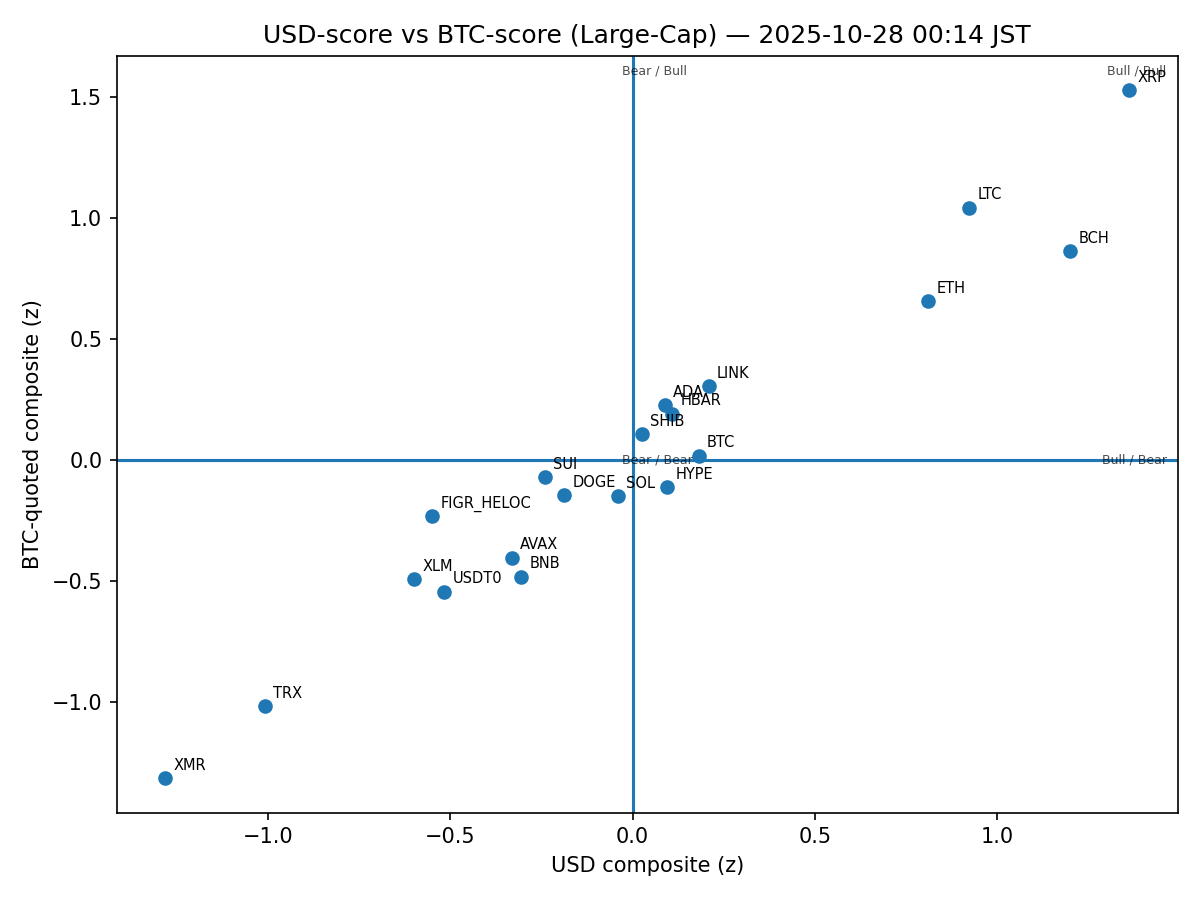 USD-score vs BTC-score (Large-Cap) — 2025-10-28 00:14 JST
Bear / Bull
Bull / Bull
XRP
1.5
LTC
1.0
BCH
ETH
0.5
LINK
ADA
HBAR
SHIB
BTC
0.0
Bear / Bear
Bull / Bear
SUI
HYPE
DOGE
SOL
FIGR_HELOC
AVAX
BNB
XLM
USDT0
−0.5
TRX
−1.0
XMR
BTC-quoted composite (z)
−1.0
−0.5
0.0
0.5
1.0
USD composite (z)